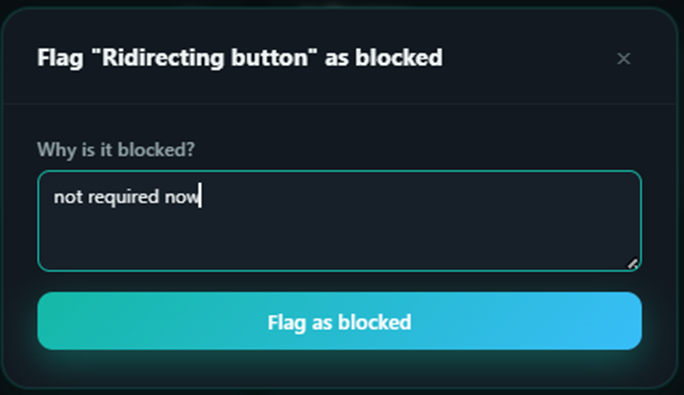 Flag "Ridirecting button" as blocked
Why is it blocked?
not required now
Flag as blocked